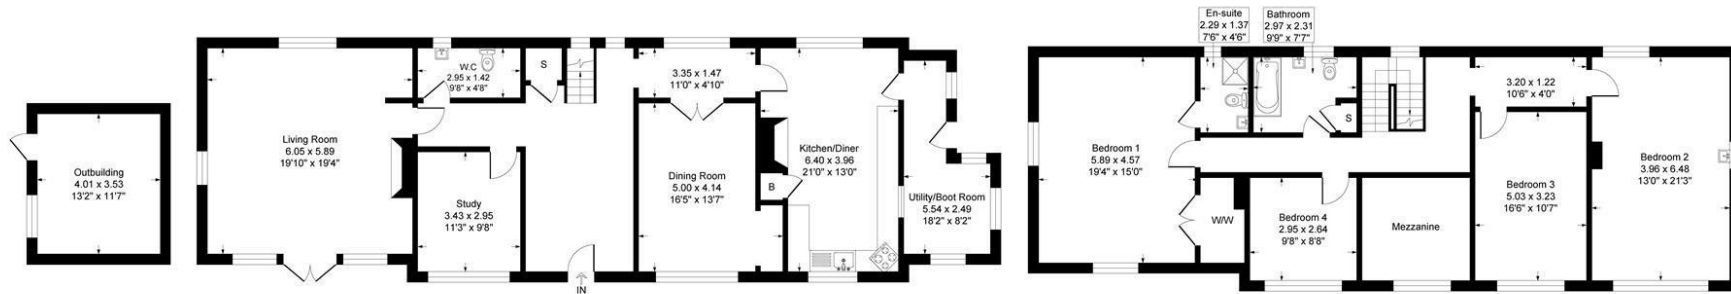 Outbuilding
4.01 x 3.53
13'2" x 11'7"
Living Room
6.05 x 5.89
19'10" x 19'4"
W.C
2.95 x 1.42
9'8" x 4'8"
S
Study
3.43 x 2.95
11'3" x 9'8"
IN
3.35 x 1.47
11'0" x 4'10"
Dining Room
5.00 x 4.14
16'5" x 13'7"
Kitchen/Diner
6.40 x 3.96
21'0" x 13'0"
B
Utility/Boot Room
5.54 x 2.49
18'2" x 8'2"
En-suite
2.29 x 1.37
7'6" x 4'6"
Bathroom
2.97 x 2.31
9'9" x 7'7"
S
Bedroom 1
5.89 x 4.57
19'4" x 15'0"
W/W
Bedroom 4
2.95 x 2.64
9'8" x 8'8"
Mezzanine
3.20 x 1.22
10'6" x 4'0"
Bedroom 3
5.03 x 3.23
16'6" x 10'7"
Bedroom 2
3.96 x 6.48
13'0" x 21'3"